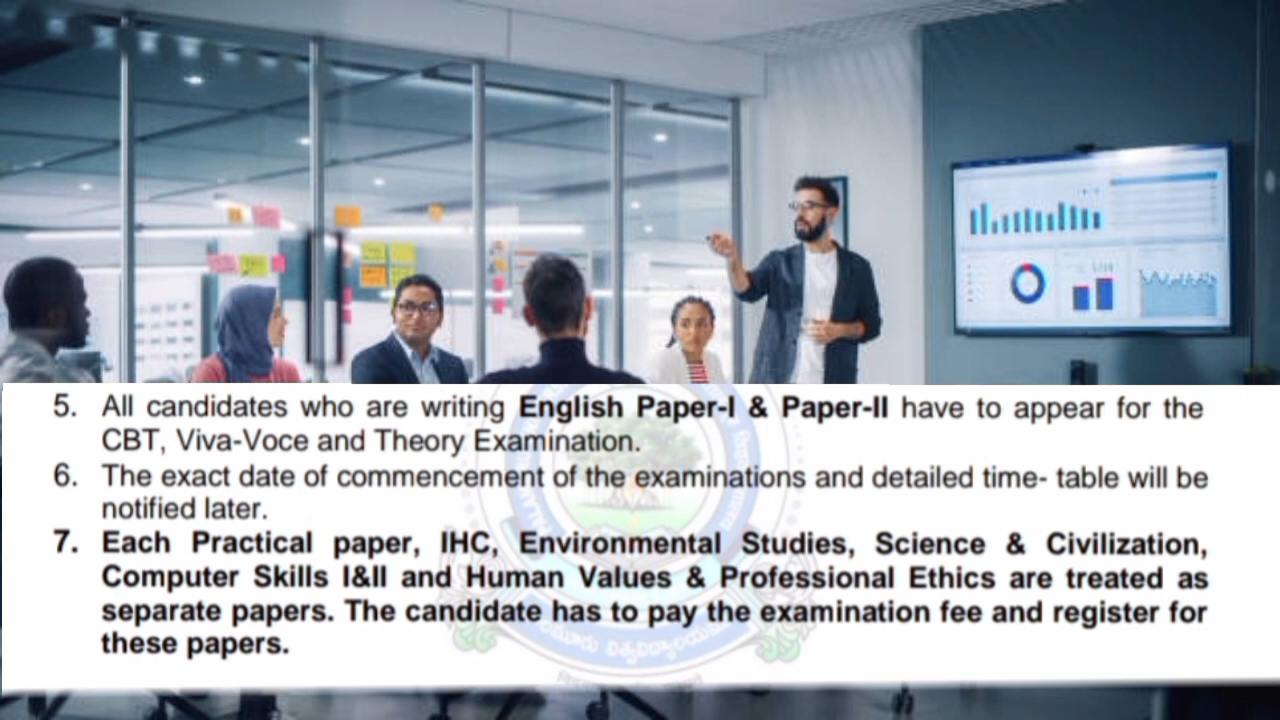 5. All candidates who are writing English Paper-I & Paper-II have to appear for the
CBT, Viva-Voce and Theory Examination.
6. The exact date of commencement of the examinations and detailed time- table will be
notified later.
7. Each Practical paper, IHC, Environmental Studies, Science & Civilization,
Computer Skills I&II and Human Values & Professional Ethics are treated as
separate papers. The candidate has to pay the examination fee and register for
these papers.